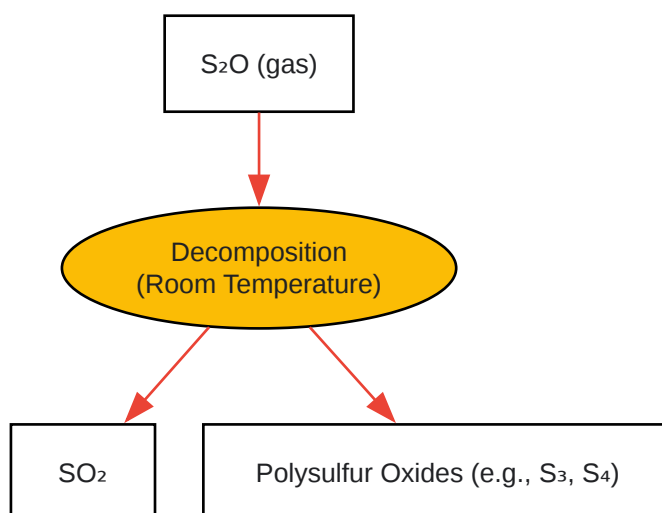 S₂O (gas)
Decomposition
(Room Temperature)
SO₂
Polysulfur Oxides (e.g., S₃, S₄)